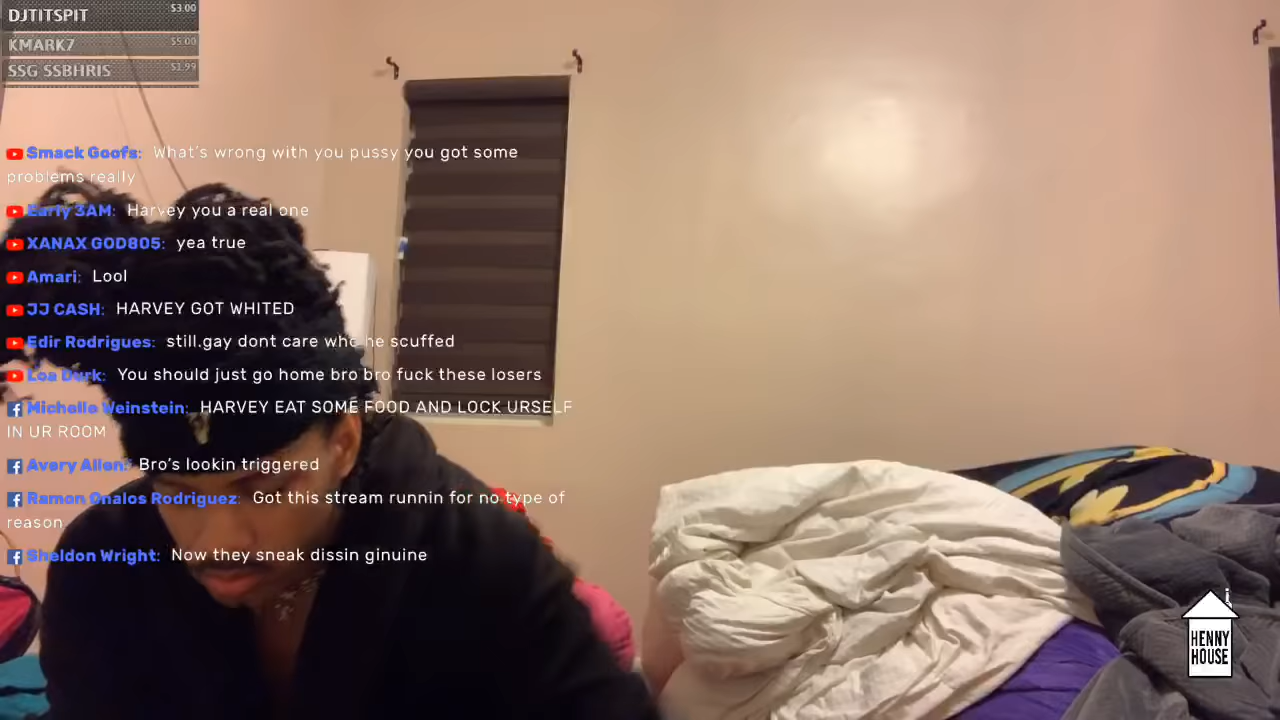 DJTITSPIT $3.00
KMARK7 $5.00
SSG SSBHRIS $1.99
Smack Goofs: What's wrong with you pussy you got some
problems really
Early 3AM: Harvey you a real one
XANAX GOD805: yea true
Amari: Lool
JJ CASH: HARVEY GOT WHITED
Edir Rodrigues: still.gay dont care who he scuffed
Loa Durk: You should just go home bro bro fuck these losers
Michelle Weinstein: HARVEY EAT SOME FOOD AND LOCK URSELF
IN UR ROOM
Avery Allen: Bro's lookin triggered
Ramon Gnalos Rodriguez: Got this stream runnin for no type of
reason
Sheldon Wright: Now they sneak dissin ginuine
HENNY
HOUSE